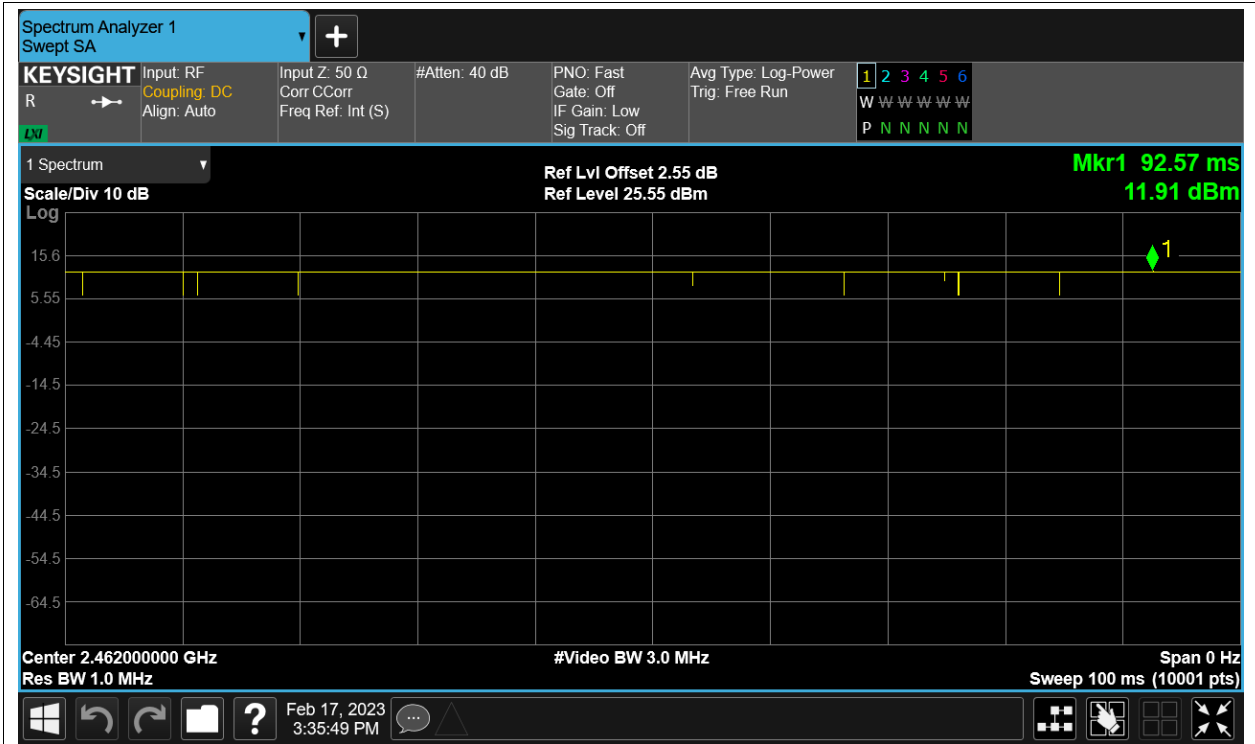 Spectrum Analyzer 1
Swept SA
KEYSIGHT
R
LXI
Input: RF
Coupling: DC
Align: Auto
Input Z: 50 Ω
Corr CCorr
Freq Ref: Int (S)
#Atten: 40 dB
PNO: Fast
Gate: Off
IF Gain: Low
Sig Track: Off
Avg Type: Log-Power
Trig: Free Run
1 2 3 4 5 6
W W W W W W
P N N N N N
1 Spectrum
Scale/Div 10 dB
Log
Ref Lvl Offset 2.55 dB
Ref Level 25.55 dBm
Mkr1 92.57 ms
11.91 dBm
1
15.6
5.55
-4.45
-14.5
-24.5
-34.5
-44.5
-54.5
-64.5
Center 2.462000000 GHz
Res BW 1.0 MHz
#Video BW 3.0 MHz
Span 0 Hz
Sweep 100 ms (10001 pts)
?
Feb 17, 2023
3:35:49 PM